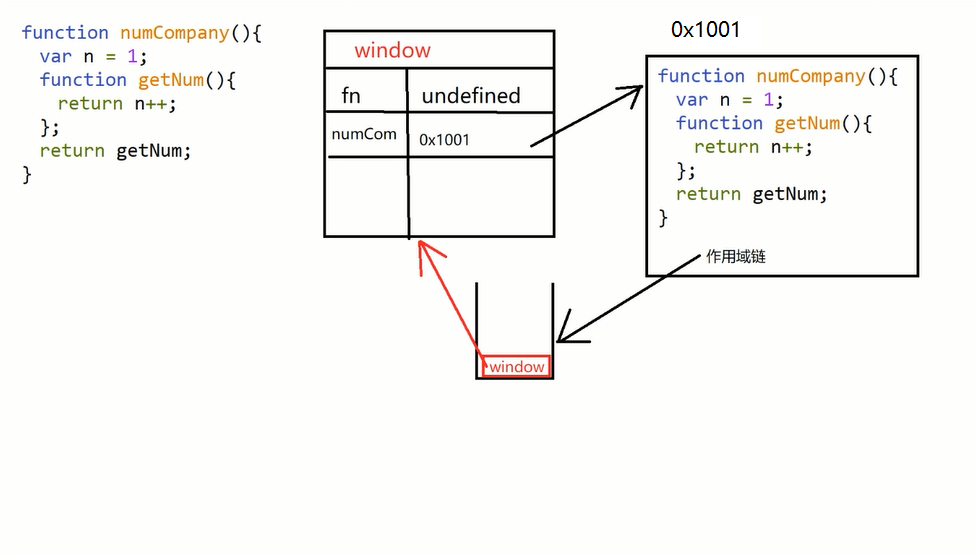 function numCompany(){
var n = 1;
function getNum(){
return n++;
};
return getNum;
}
window
fn undefined
numCom 0x1001
0x1001
function numCompany(){
var n = 1;
function getNum(){
return n++;
};
return getNum;
}
作用域链
window